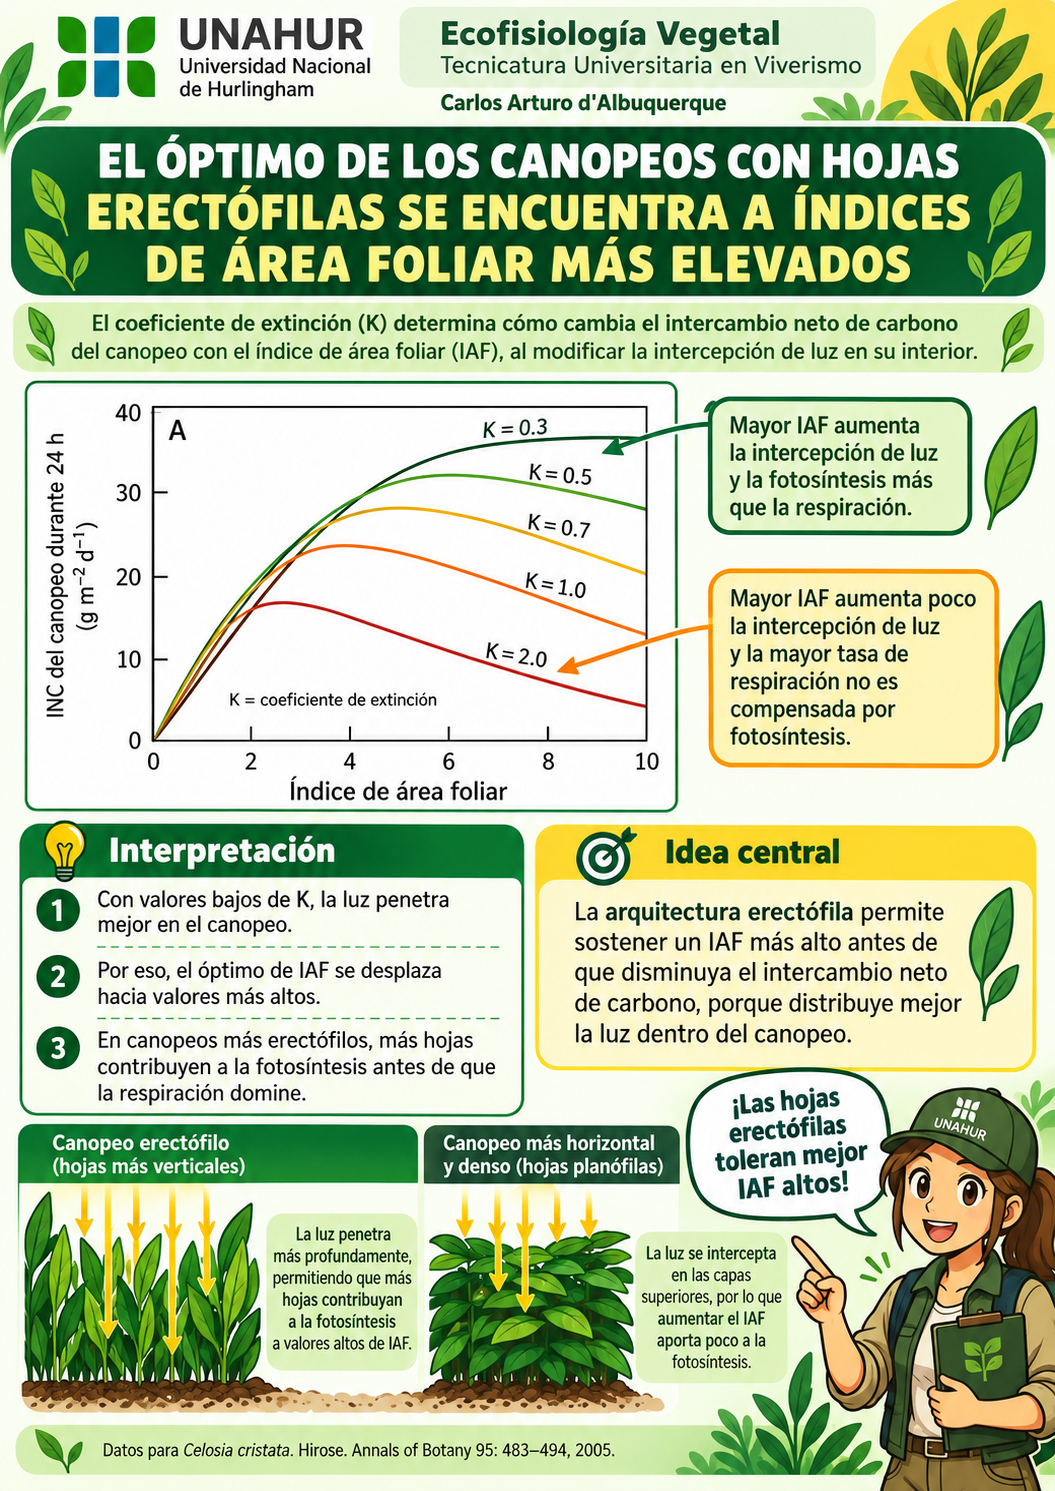 UNAHUR
Universidad Nacional
de Hurlingham
Ecofisiología Vegetal
Tecnicatura Universitaria en Viverismo
Carlos Arturo d'Albuquerque
EL ÓPTIMO DE LOS CANOPEOS CON HOJAS
ERECTÓFILAS SE ENCUENTRA A ÍNDICES
DE ÁREA FOLIAR MÁS ELEVADOS
El coeficiente de extinción (K) determina cómo cambia el intercambio neto de carbono
del canopeo con el índice de área foliar (IAF), al modificar la intercepción de luz en su interior.
INC del canopeo durante 24 h
(g m⁻² d⁻¹)
40
30
20
10
0
A
K = 0.3
K = 0.5
K = 0.7
K = 1.0
K = 2.0
K = coeficiente de extinción
0 2 4 6 8 10
Índice de área foliar
Mayor IAF aumenta
la intercepción de luz
y la fotosíntesis más
que la respiración.
Mayor IAF aumenta poco
la intercepción de luz
y la mayor tasa de
respiración no es
compensada por
fotosíntesis.
Interpretación
1
Con valores bajos de K, la luz penetra
mejor en el canopeo.
2
Por eso, el óptimo de IAF se desplaza
hacia valores más altos.
3
En canopeos más erectófilos, más hojas
contribuyen a la fotosíntesis antes de que
la respiración domine.
Idea central
La arquitectura erectófila permite
sostener un IAF más alto antes de
que disminuya el intercambio neto
de carbono, porque distribuye mejor
la luz dentro del canopeo.
Canopeo erectófilo
(hojas más verticales)
La luz penetra
más profundamente,
permitiendo que más
hojas contribuyan
a la fotosíntesis
a valores altos de IAF.
Canopeo más horizontal
y denso (hojas planófilas)
La luz se intercepta
en las capas
superiores, por lo que
aumentar el IAF
aporta poco a la
fotosíntesis.
¡Las hojas
erectófilas
toleran mejor
IAF altos!
UNAHUR
Datos para Celosia cristata. Hirose. Annals of Botany 95: 483–494, 2005.